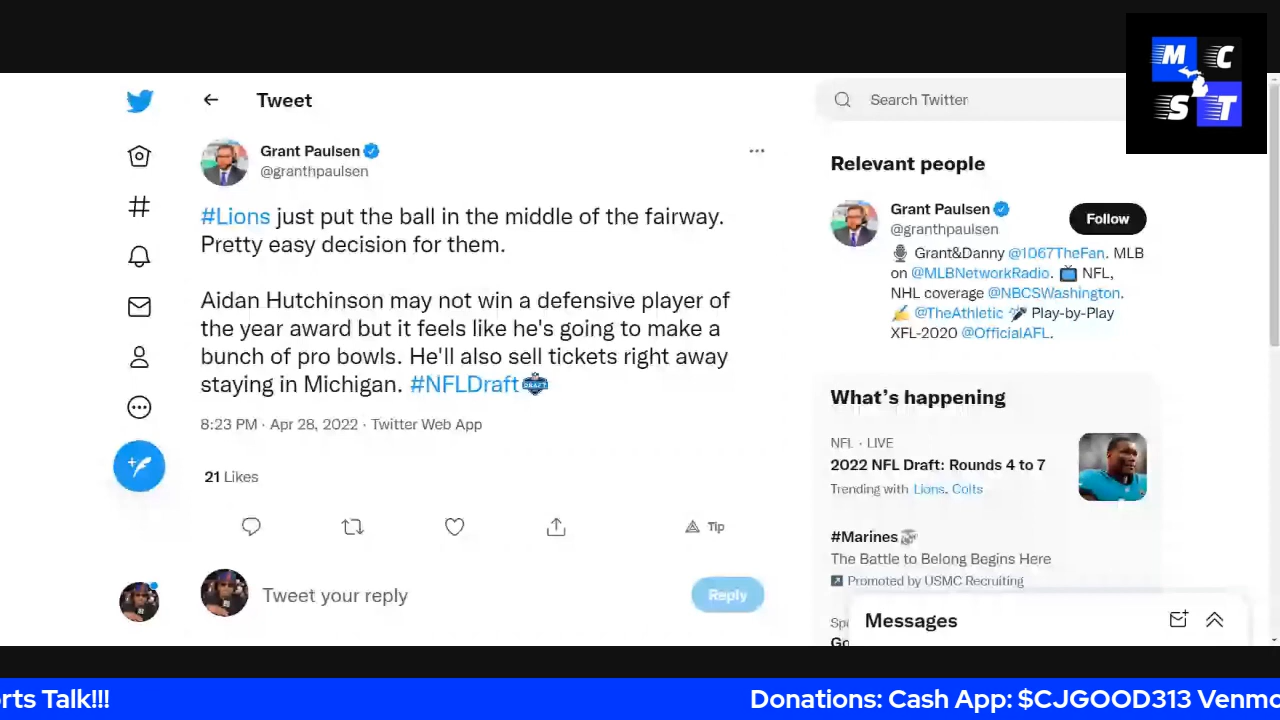 M C
S T
Tweet
Search Twitter
Grant Paulsen
@granthpaulsen
#Lions just put the ball in the middle of the fairway.
Pretty easy decision for them.
Aidan Hutchinson may not win a defensive player of
the year award but it feels like he's going to make a
bunch of pro bowls. He'll also sell tickets right away
staying in Michigan. #NFLDraft
8:23 PM · Apr 28, 2022 · Twitter Web App
21 Likes
Tip
Tweet your reply
Reply
Relevant people
Grant Paulsen
@granthpaulsen
Follow
Grant&Danny @1067TheFan. MLB
on @MLBNetworkRadio. NFL,
NHL coverage @NBCSWashington.
@TheAthletic Play-by-Play
XFL-2020 @OfficialAFL.
What's happening
NFL · LIVE
2022 NFL Draft: Rounds 4 to 7
Trending with Lions, Colts
#Marines
The Battle to Belong Begins Here
Promoted by USMC Recruiting
Messages
rts Talk!!!
Donations: Cash App: $CJGOOD313 Venmo